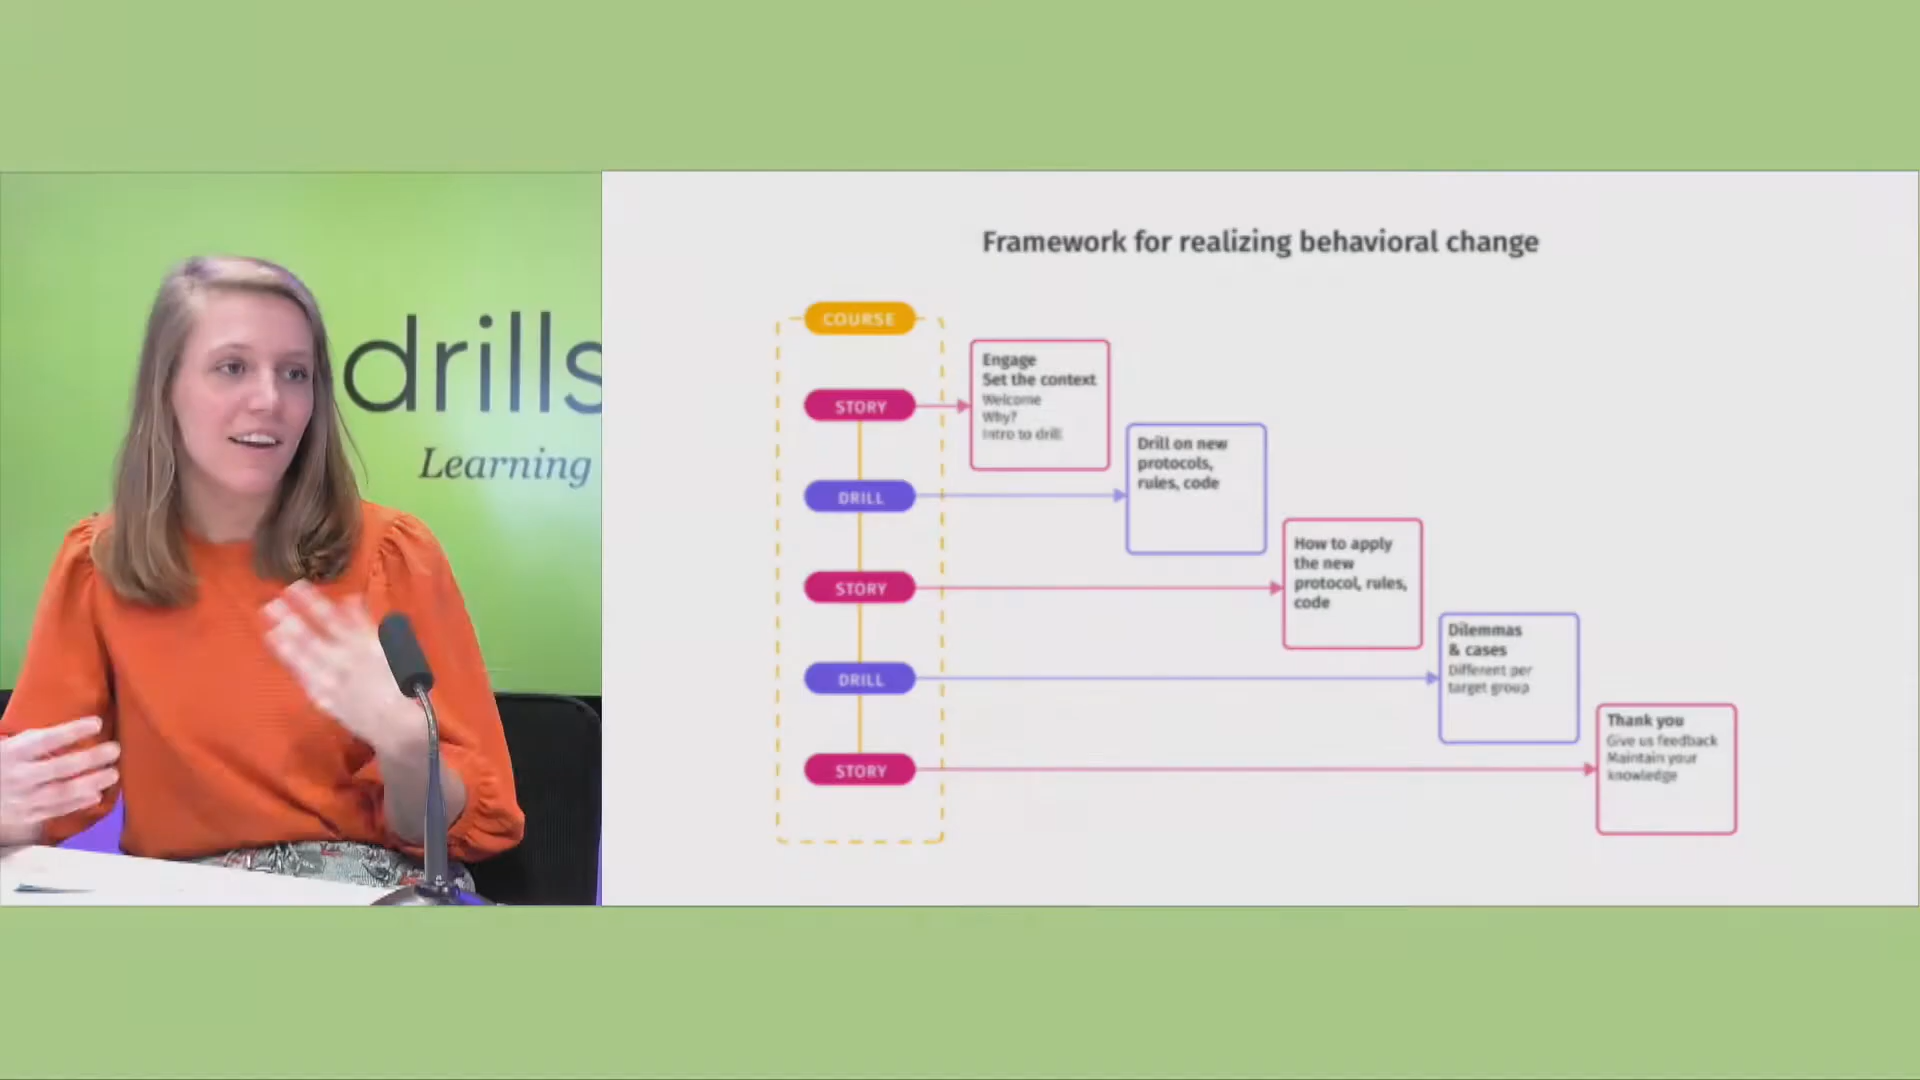 drills
Learning
Framework for realizing behavioral change
COURSE
STORY
Engage
Set the context
Welcome
Why?
Intro to drill
DRILL
Drill on new
protocols,
rules, code
STORY
How to apply
the new
protocol, rules,
code
DRILL
Dilemmas
& cases
Different per
target group
STORY
Thank you
Give us feedback
Maintain your
knowledge